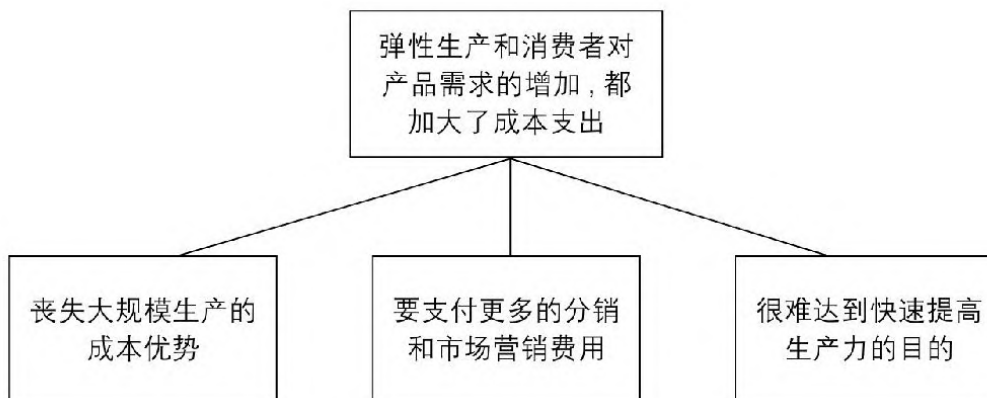 弹性生产和消费者对
产品需求的增加,都
加大了成本支出
丧失大规模生产的
成本优势
要支付更多的分销
和市场营销费用
很难达到快速提高
生产力的目的